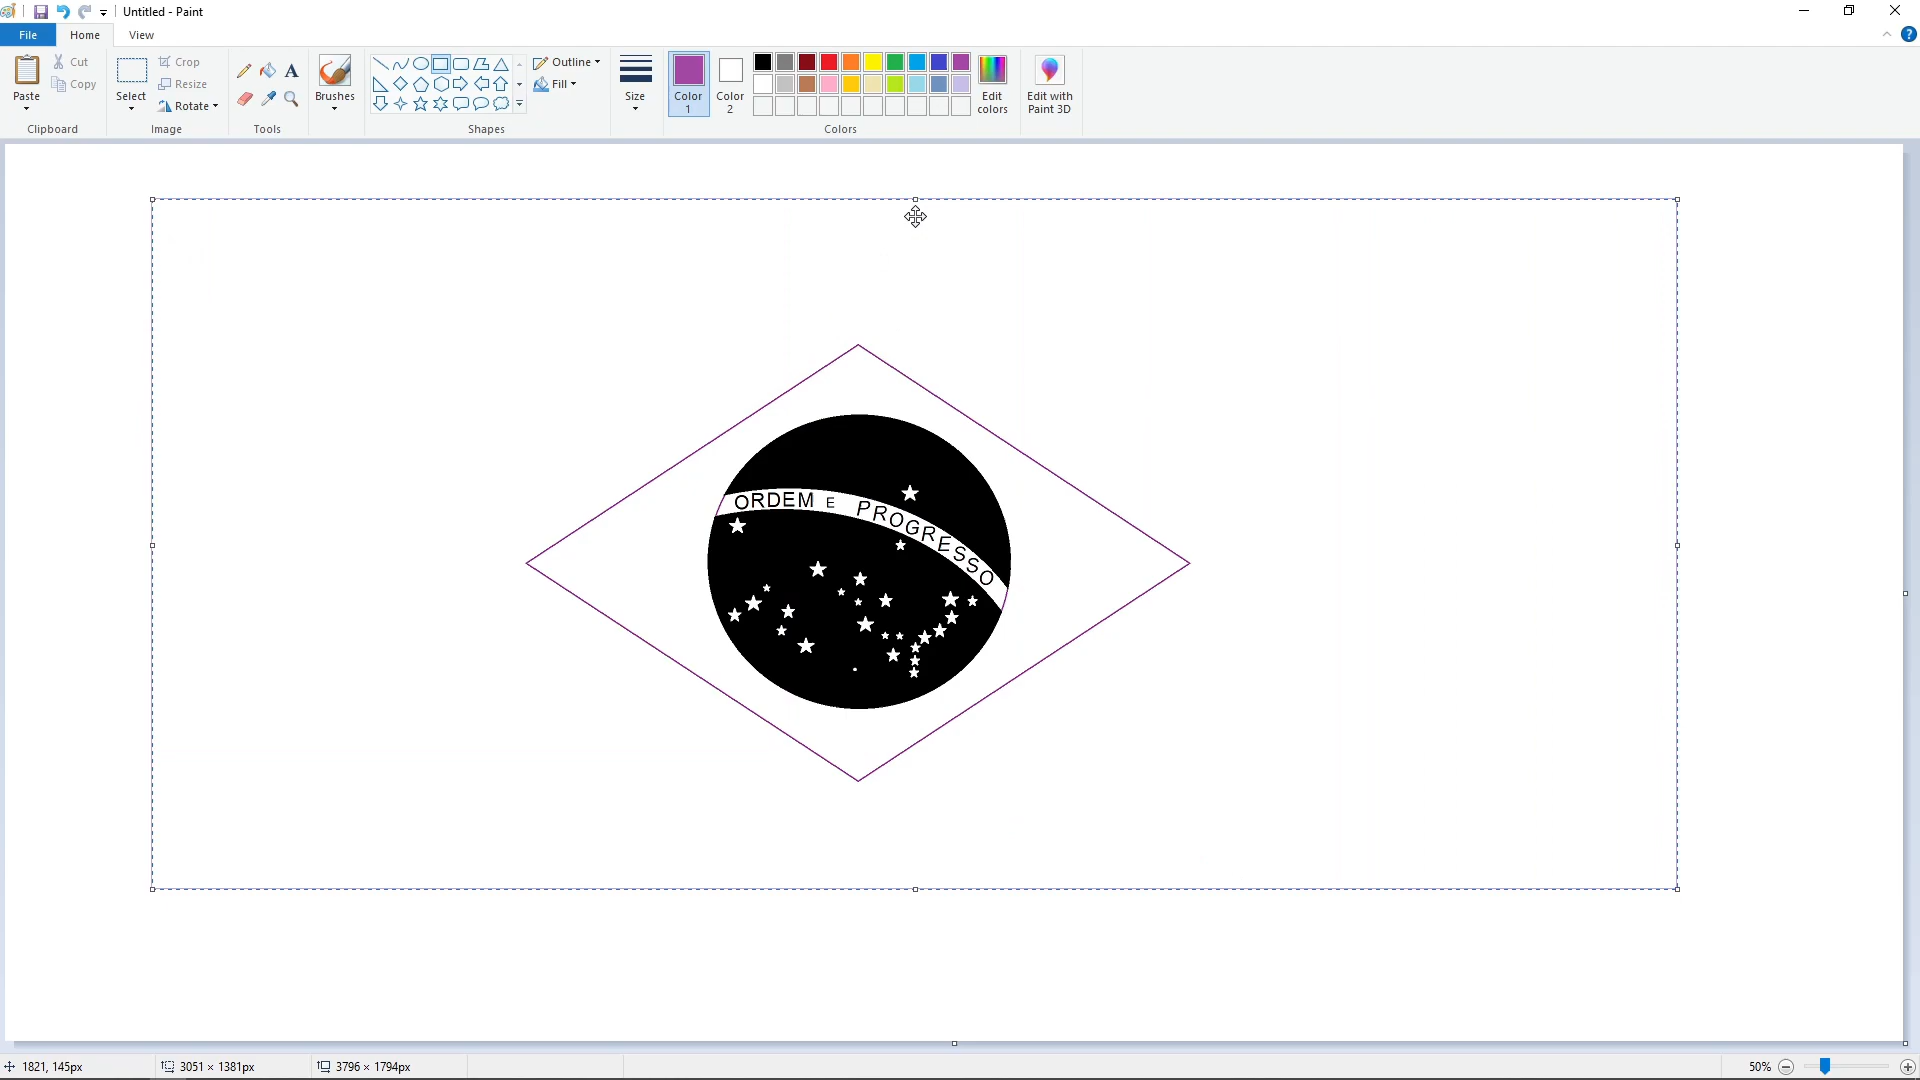 Untitled - Paint
File Home View
Paste Cut Copy Clipboard
Select Crop Resize Rotate Image
A
Tools
Brushes
Shapes
Outline
Fill
Size
Color 1
Color 2
Colors
Edit colors
Edit with Paint 3D
?
ORDEM E PROGRESSO
1821, 145px
3051 × 1381px
3796 × 1794px
50%